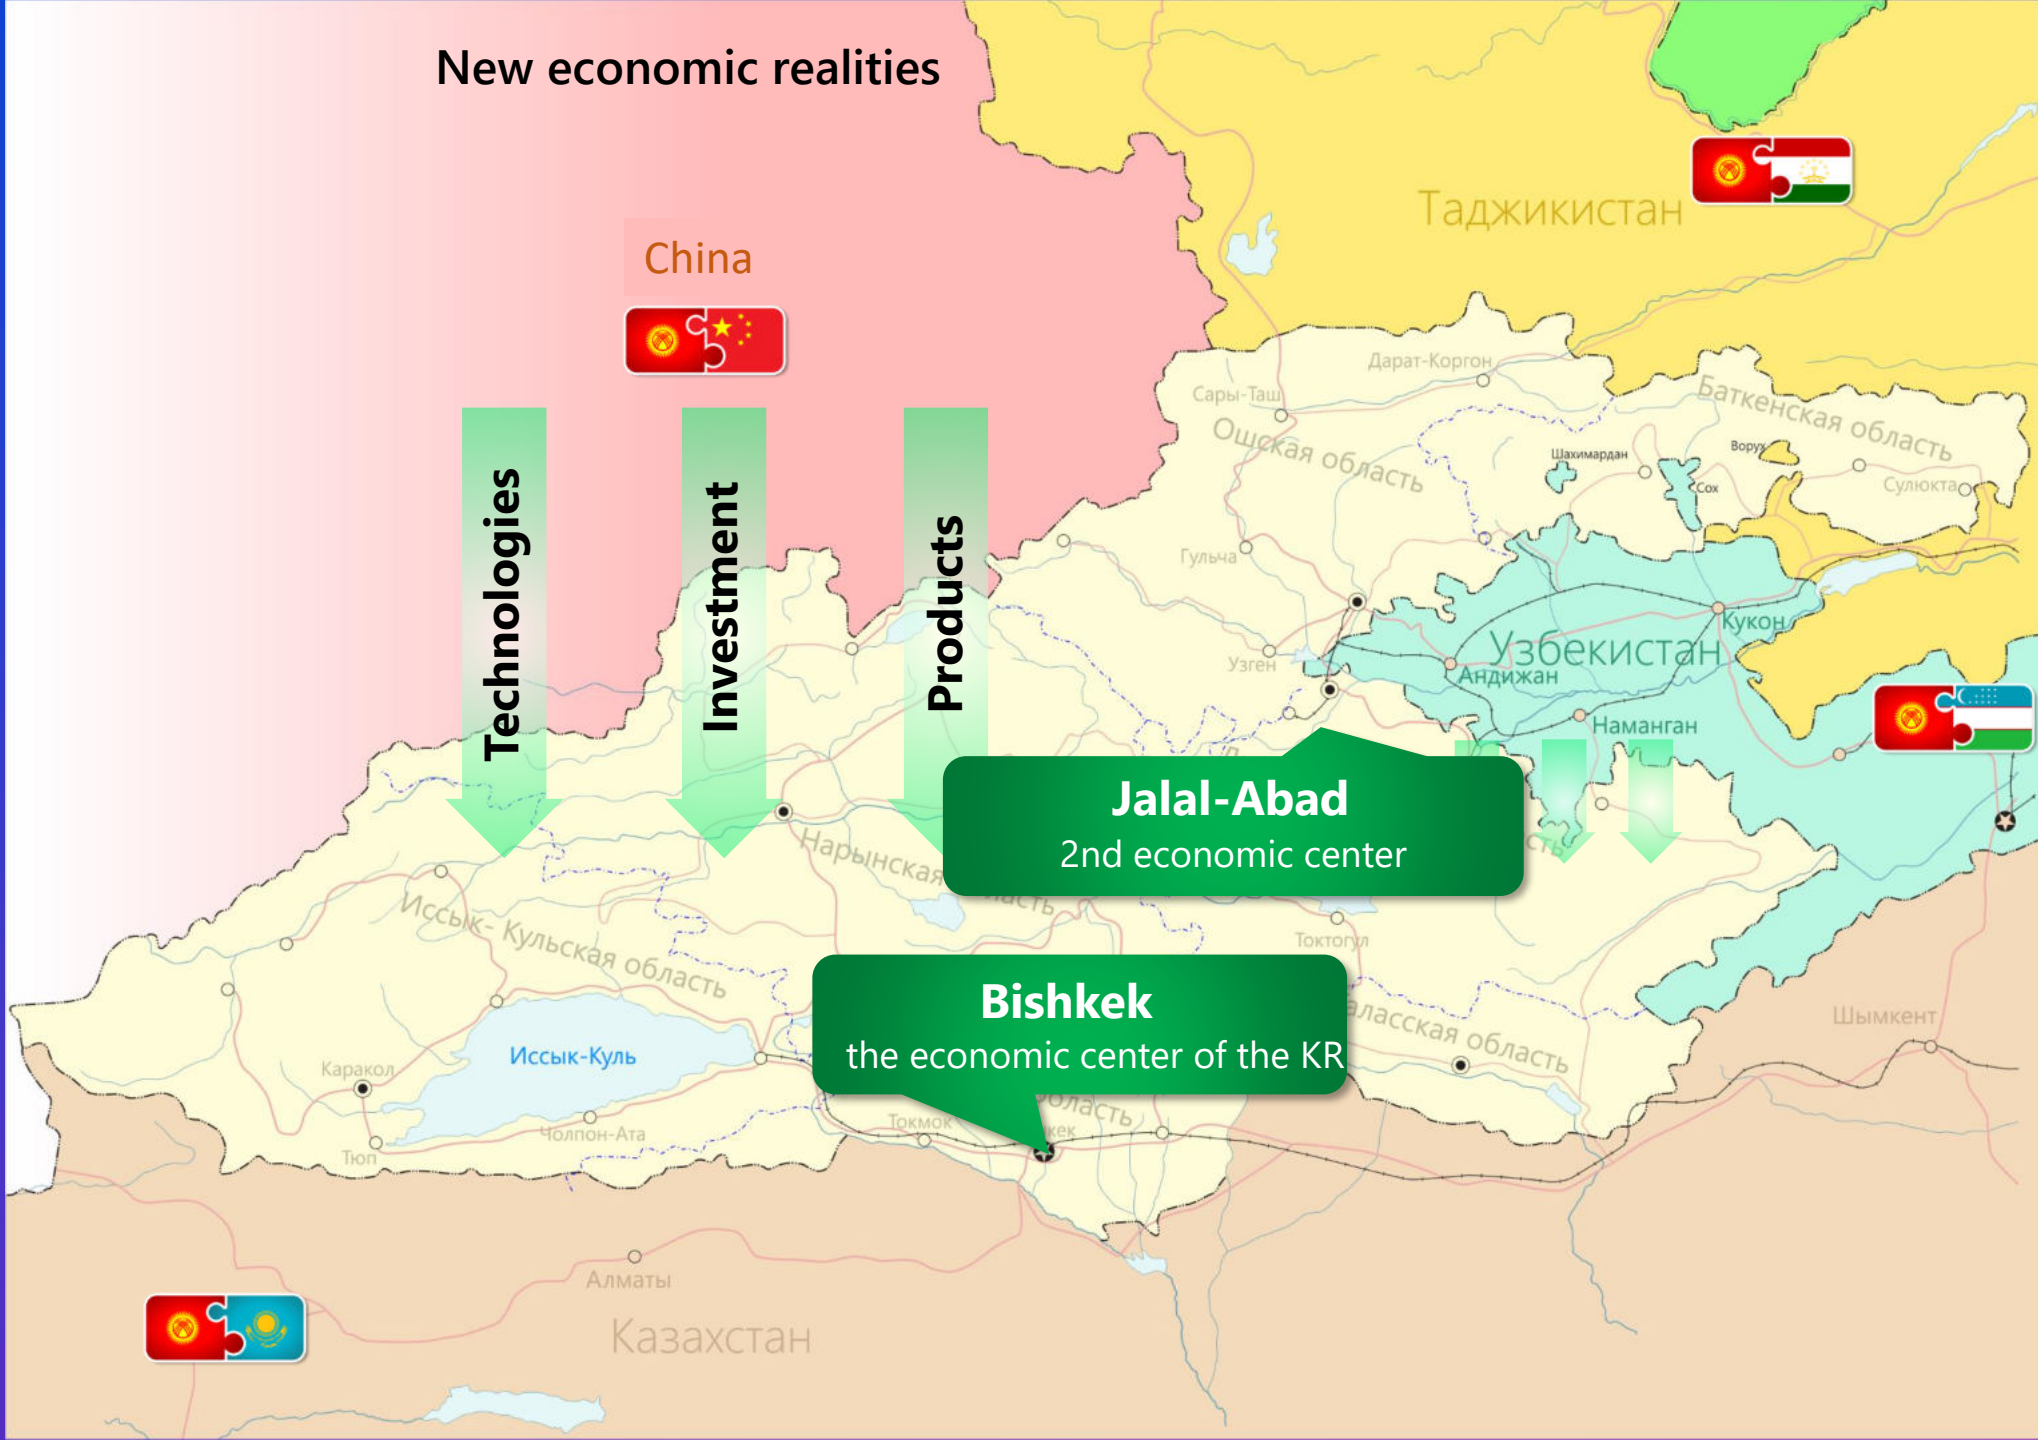 New economic realities
Таджикистан
China
Дарат-Коргон
Сары-Таш
Баткенская область
Ошская область
Шахимардан
Ворух
Сох
Сулюкта
Technologies
Investment
Products
Гульча
Кукон
Узбекистан
Узген
Андижан
Наманган
Jalal-Abad
2nd economic center
Нарынская
Иссык- Кульская область
Токтогул
Bishkek
the economic center of the KR
область
Шымкент
Иссык-Куль
Каракол
Токмок
Чолпон-Ата
Тюп
Алматы
Казахстан